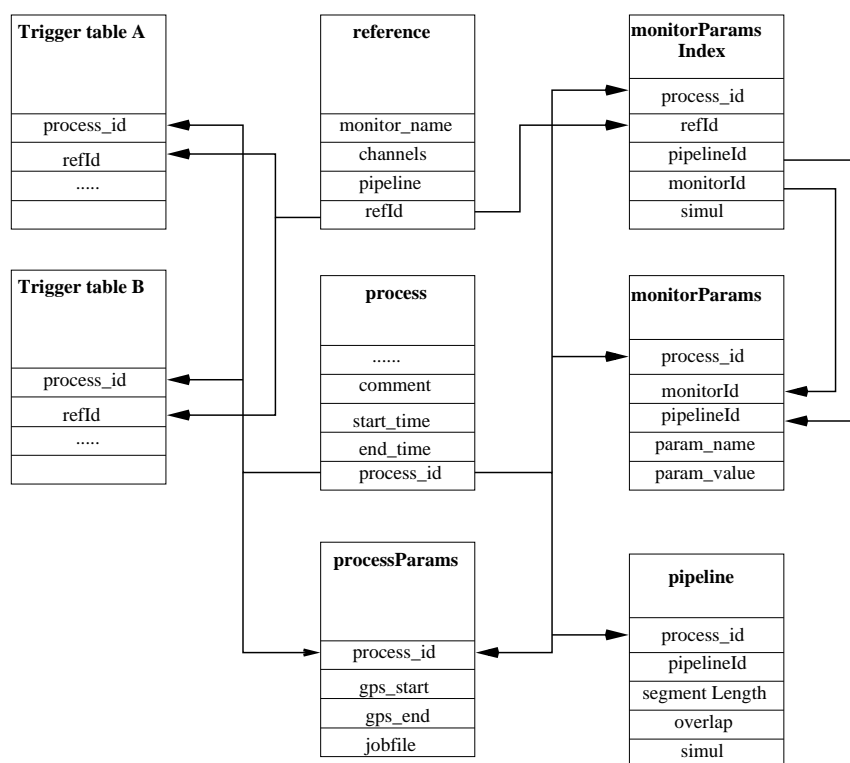 Trigger table A
process_id
refId
.....
reference
monitor_name
channels
pipeline
refId
monitorParams
Index
process_id
refId
pipelineId
monitorId
simul
Trigger table B
process_id
refId
.....
process
......
comment
start_time
end_time
process_id
monitorParams
process_id
monitorId
pipelineId
param_name
param_value
processParams
process_id
gps_start
gps_end
jobfile
pipeline
process_id
pipelineId
segment Length
overlap
simul